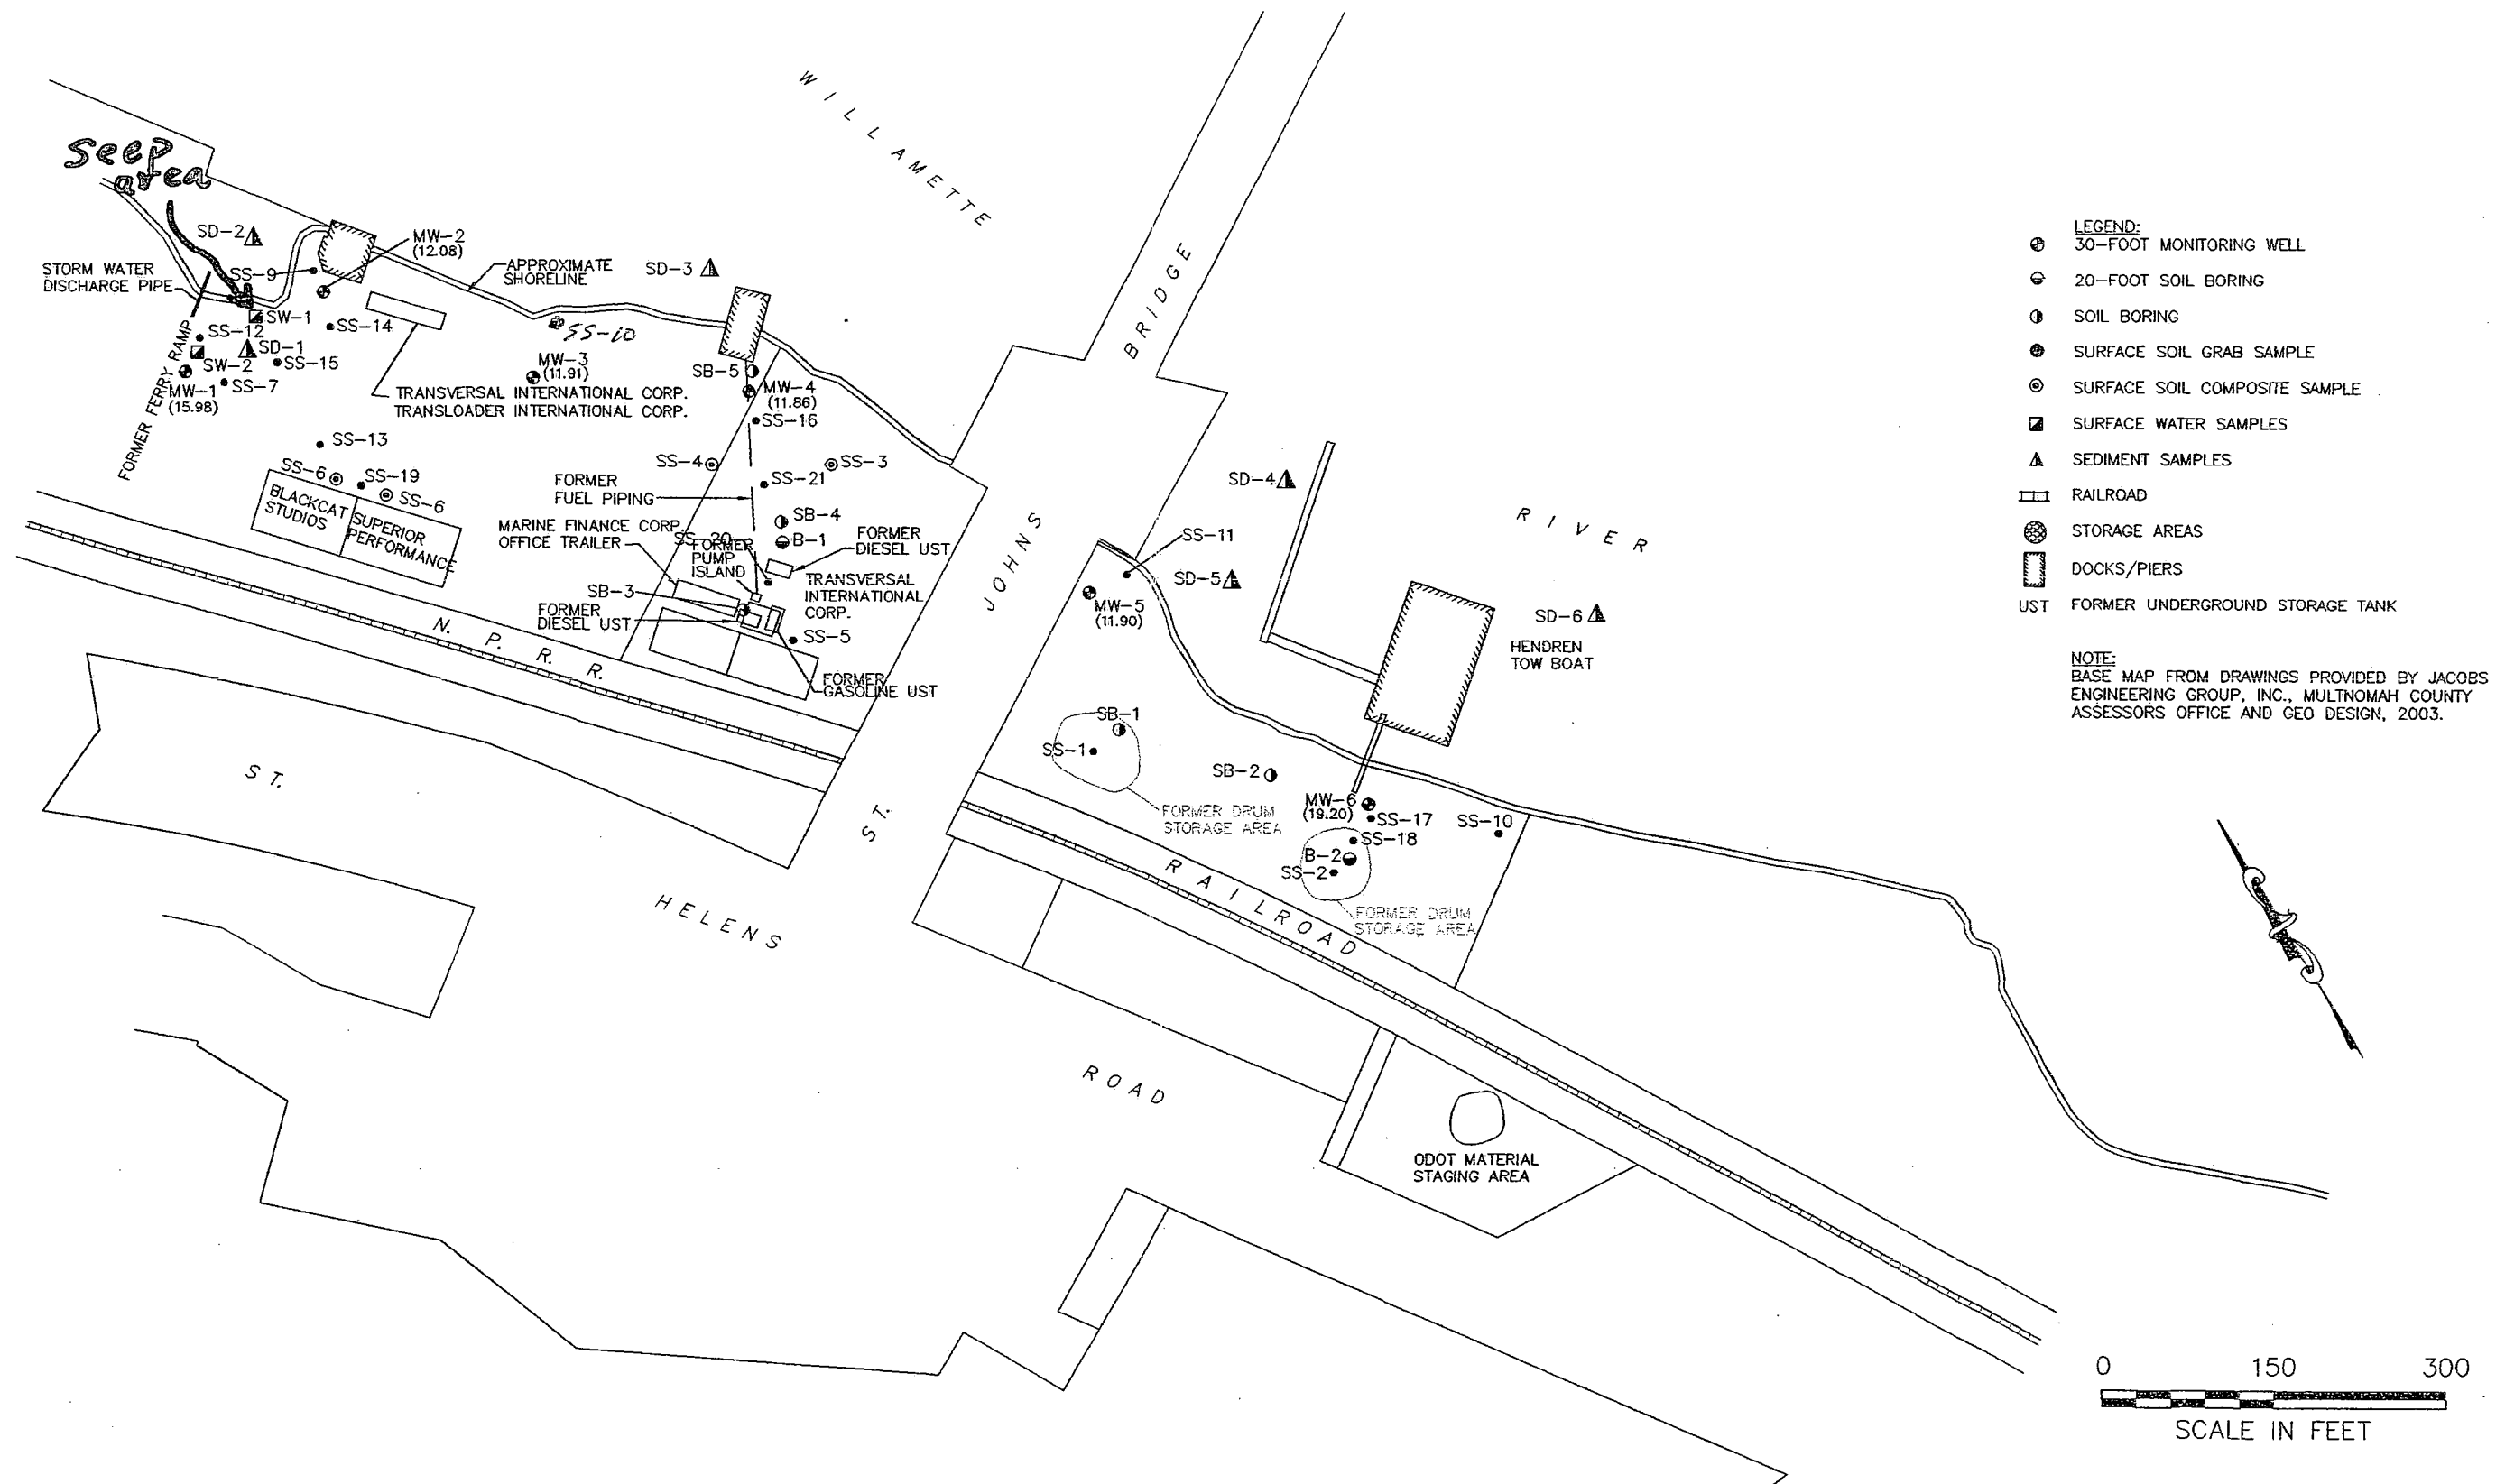 WILLAMETTE
seep
area
SD-2
MW-2
(12.08)
STORM WATER
DISCHARGE PIPE
SS-9
APPROXIMATE
SHORELINE
SD-3
BRIDGE
SW-1
SS-14
SS-12
SD-1
SW-2
SS-15
SS-10
MW-3
(11.91)
SB-5
MW-1
(15.98)
SS-7
MW-4
(11.86)
TRANSVERSAL INTERNATIONAL CORP.
TRANSLOADER INTERNATIONAL CORP.
SS-16
FORMER FERRY RAMP
SS-13
SS-6
SS-19
SS-6
BLACKCAT
STUDIOS
SUPERIOR
PERFORMANCE
SS-4
SS-3
FORMER
FUEL PIPING
SS-21
MARINE FINANCE CORP.
OFFICE TRAILER
SB-4
B-1
FORMER
DIESEL UST
SS-20
FORMER
PUMP
ISLAND
TRANSVERSAL
INTERNATIONAL
CORP.
SB-3
FORMER
DIESEL UST
SS-5
FORMER
GASOLINE UST
N. P. R. R.
JOHNS
SD-4
RIVER
SS-11
SD-5
MW-5
(11.90)
SD-6
HENDREN
TOW BOAT
SB-1
SS-1
SB-2
FORMER DRUM
STORAGE AREA
MW-6
(19.20)
SS-17
SS-10
SS-18
B-2
SS-2
FORMER DRUM
STORAGE AREA
RAILROAD
ST.
ST.
HELENS
ROAD
ODOT MATERIAL
STAGING AREA
LEGEND:
30-FOOT MONITORING WELL
20-FOOT SOIL BORING
SOIL BORING
SURFACE SOIL GRAB SAMPLE
SURFACE SOIL COMPOSITE SAMPLE
SURFACE WATER SAMPLES
SEDIMENT SAMPLES
RAILROAD
STORAGE AREAS
DOCKS/PIERS
UST FORMER UNDERGROUND STORAGE TANK
NOTE:
BASE MAP FROM DRAWINGS PROVIDED BY JACOBS
ENGINEERING GROUP, INC., MULTNOMAH COUNTY
ASSESSORS OFFICE AND GEO DESIGN, 2003.
0 150 300
SCALE IN FEET